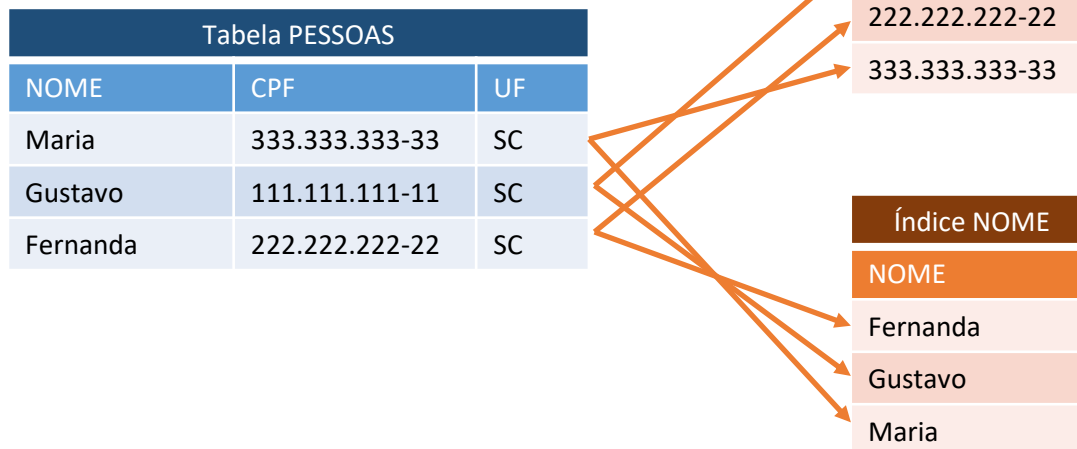 Tabela PESSOAS
NOME CPF UF
Maria 333.333.333-33 SC
Gustavo 111.111.111-11 SC
Fernanda 222.222.222-22 SC
222.222.222-22
333.333.333-33
Índice NOME
NOME
Fernanda
Gustavo
Maria